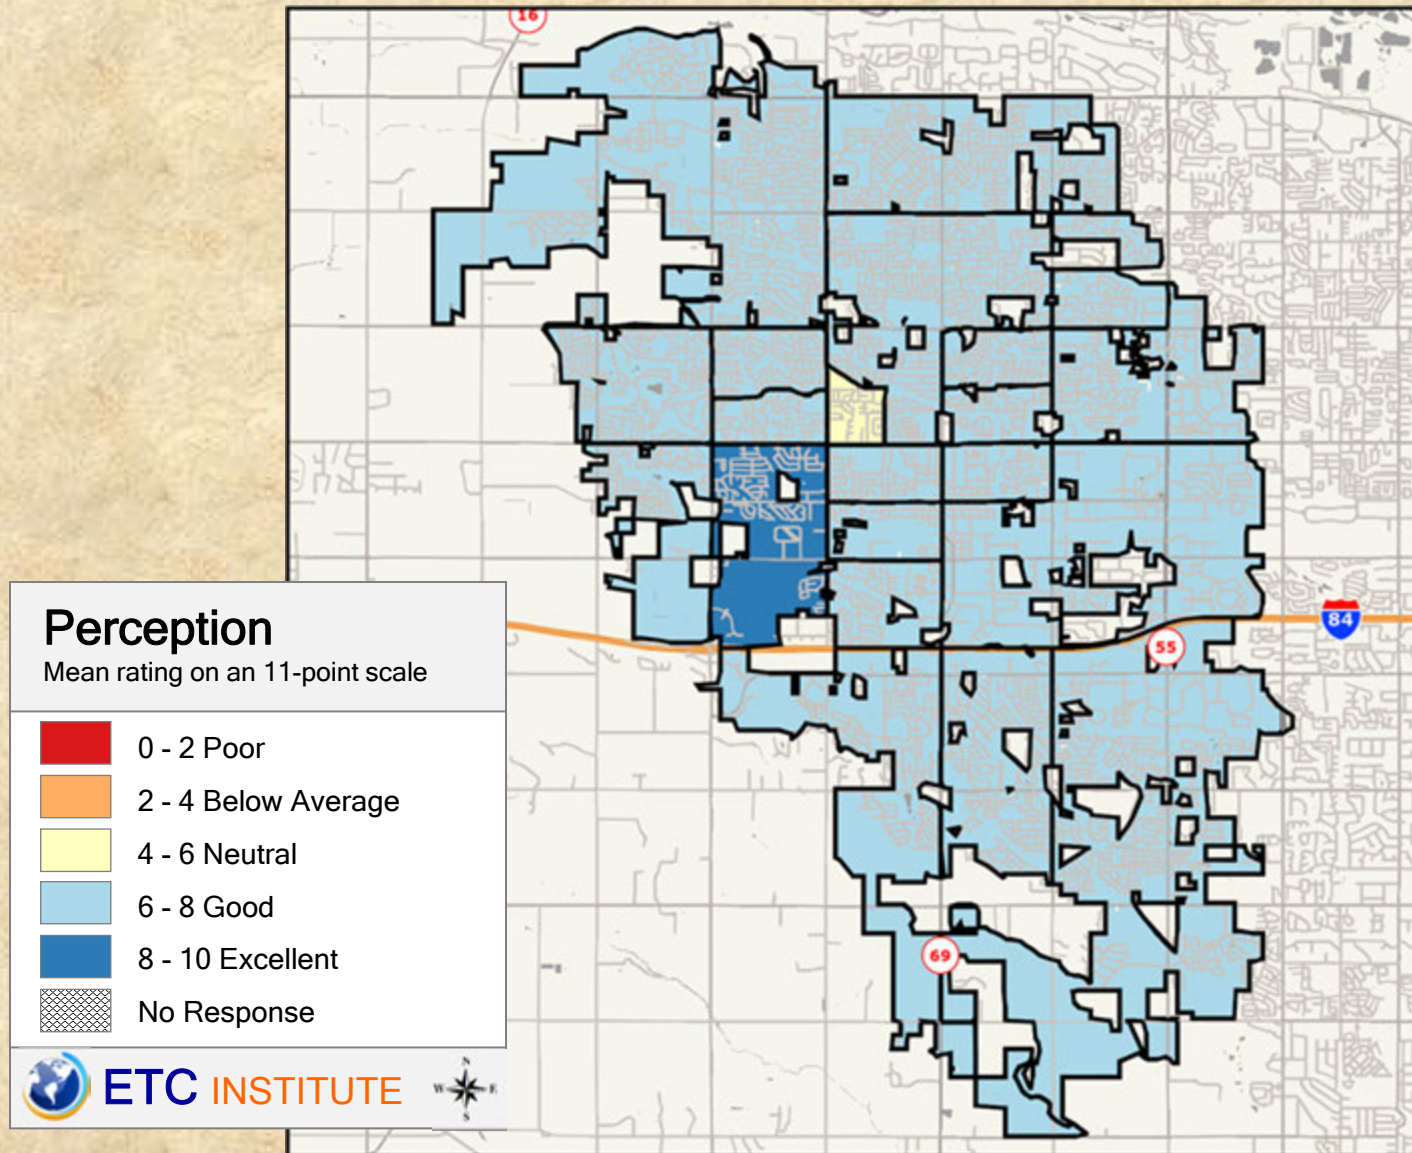 16
84
55
69
Perception
Mean rating on an 11-point scale
0 - 2 Poor
2 - 4 Below Average
4 - 6 Neutral
6 - 8 Good
8 - 10 Excellent
No Response
ETC INSTITUTE
N
W E
S